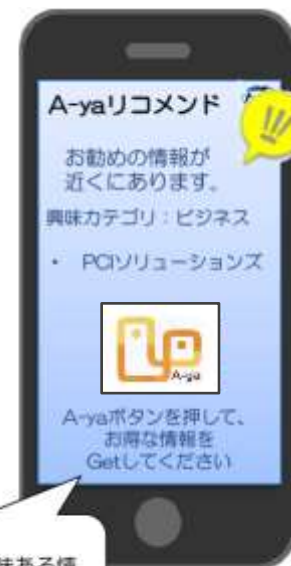 A-yaリコメンド
お勧めの情報が
近くにあります。
興味カテゴリ：ビジネス
・ PCIソリューションズ
A-ya
A-yaボタンを押して、
お得な情報を
Getしてください